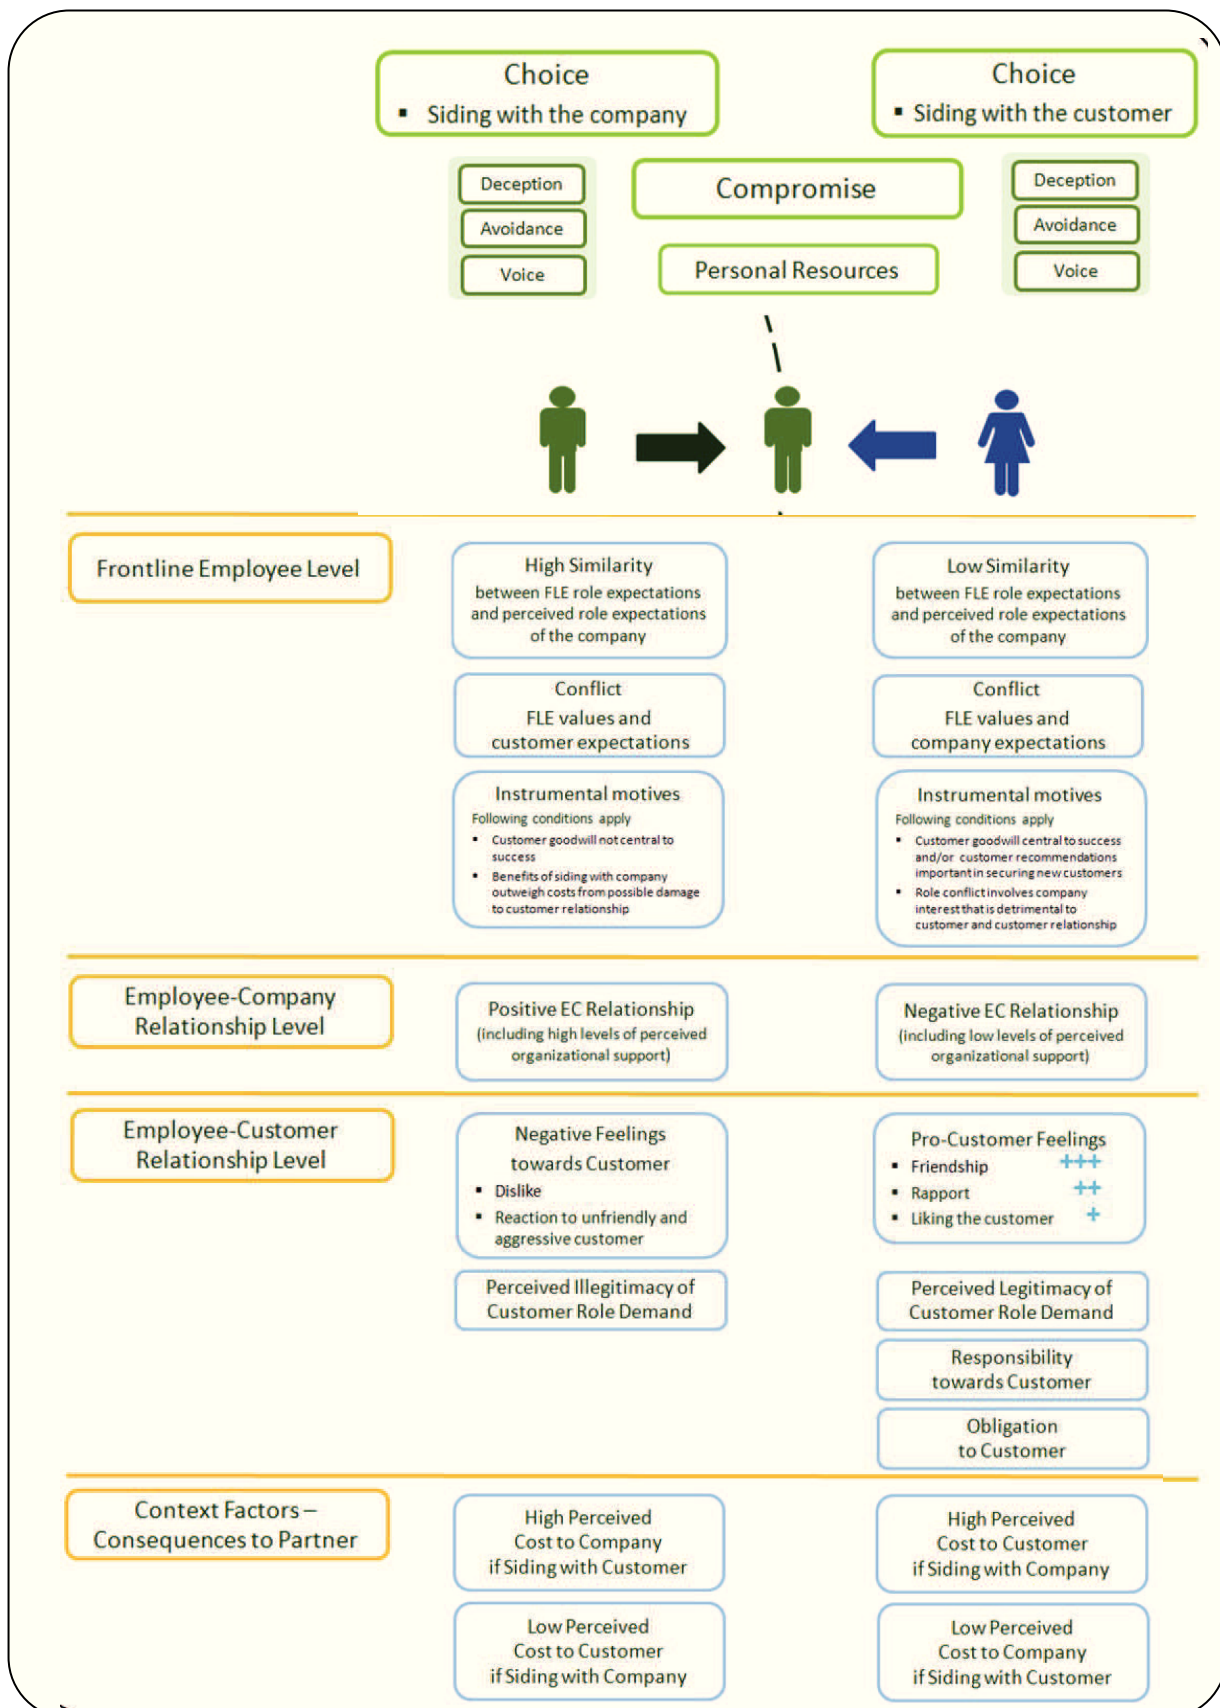 Choice
▪ Siding with the company
Choice
▪ Siding with the customer
Deception
Avoidance
Voice
Compromise
Personal Resources
Deception
Avoidance
Voice
Frontline Employee Level
High Similarity
between FLE role expectations
and perceived role expectations
of the company
Low Similarity
between FLE role expectations
and perceived role expectations
of the company
Conflict
FLE values and
customer expectations
Conflict
FLE values and
company expectations
Instrumental motives
Following conditions apply
▪ Customer goodwill not central to
success
▪ Benefits of siding with company
outweigh costs from possible damage
to customer relationship
Instrumental motives
Following conditions apply
▪ Customer goodwill central to success
and/or customer recommendations
important in securing new customers
▪ Role conflict involves company
interest that is detrimental to
customer and customer relationship
Employee-Company
Relationship Level
Positive EC Relationship
(including high levels of perceived
organizational support)
Negative EC Relationship
(including low levels of perceived
organizational support)
Employee-Customer
Relationship Level
Negative Feelings
towards Customer
▪ Dislike
▪ Reaction to unfriendly and
aggressive customer
Pro-Customer Feelings
▪ Friendship +++
▪ Rapport ++
▪ Liking the customer +
Perceived Illegitimacy of
Customer Role Demand
Perceived Legitimacy of
Customer Role Demand
Responsibility
towards Customer
Obligation
to Customer
Context Factors –
Consequences to Partner
High Perceived
Cost to Company
if Siding with Customer
High Perceived
Cost to Customer
if Siding with Company
Low Perceived
Cost to Customer
if Siding with Company
Low Perceived
Cost to Company
if Siding with Customer